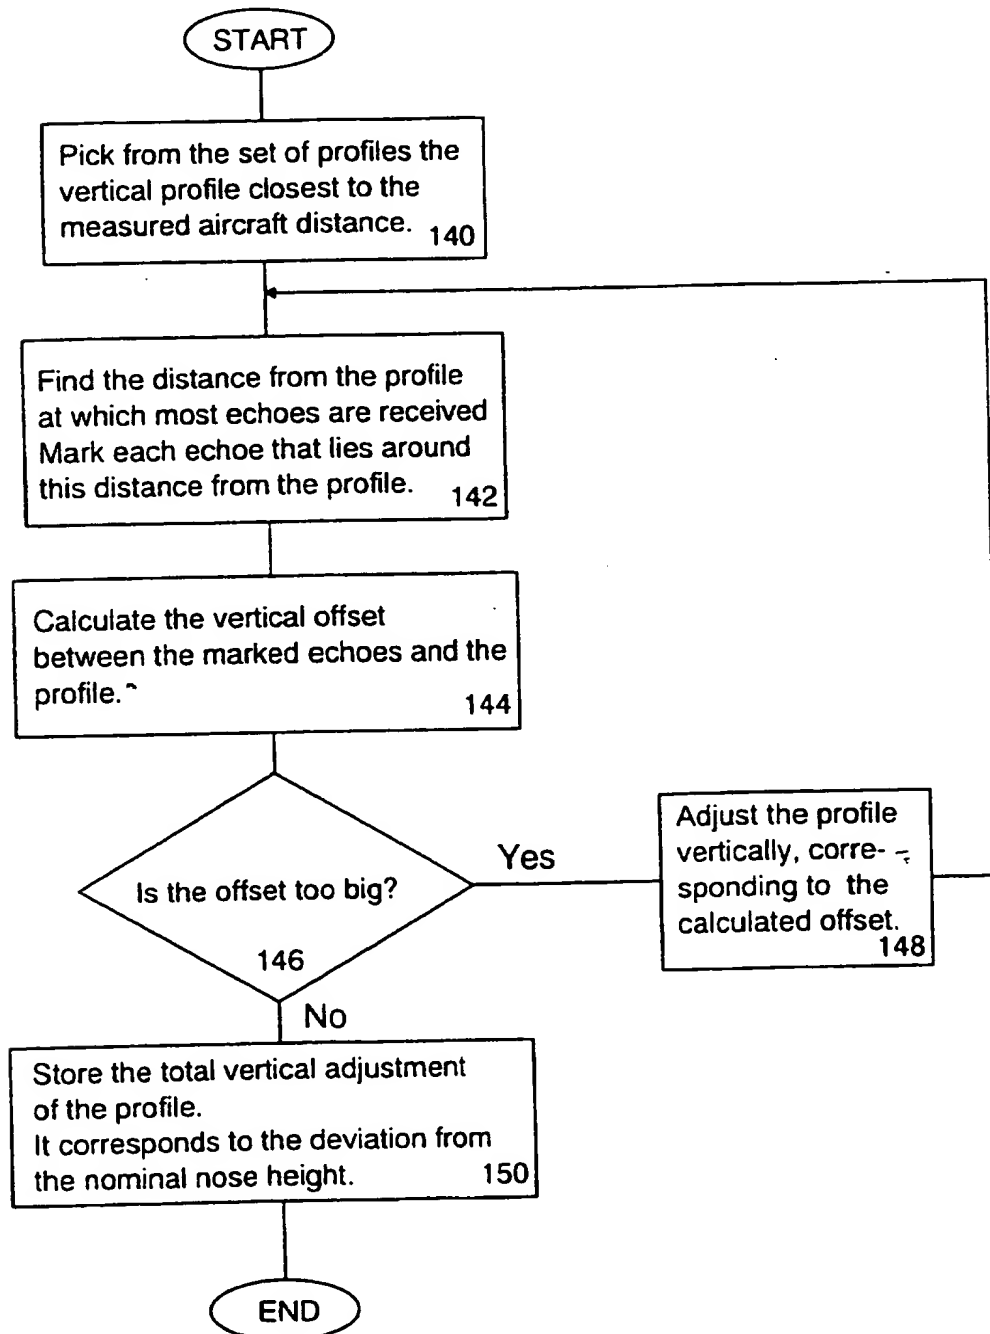 START
Pick from the set of profiles the
vertical profile closest to the
measured aircraft distance.
140
Find the distance from the profile
at which most echoes are received
Mark each echoe that lies around
this distance from the profile.
142
Calculate the vertical offset
between the marked echoes and the
profile.
144
Is the offset too big?
146
Yes
Adjust the profile
vertically, corre-
sponding to the
calculated offset.
148
No
Store the total vertical adjustment
of the profile.
It corresponds to the deviation from
the nominal nose height.
150
END